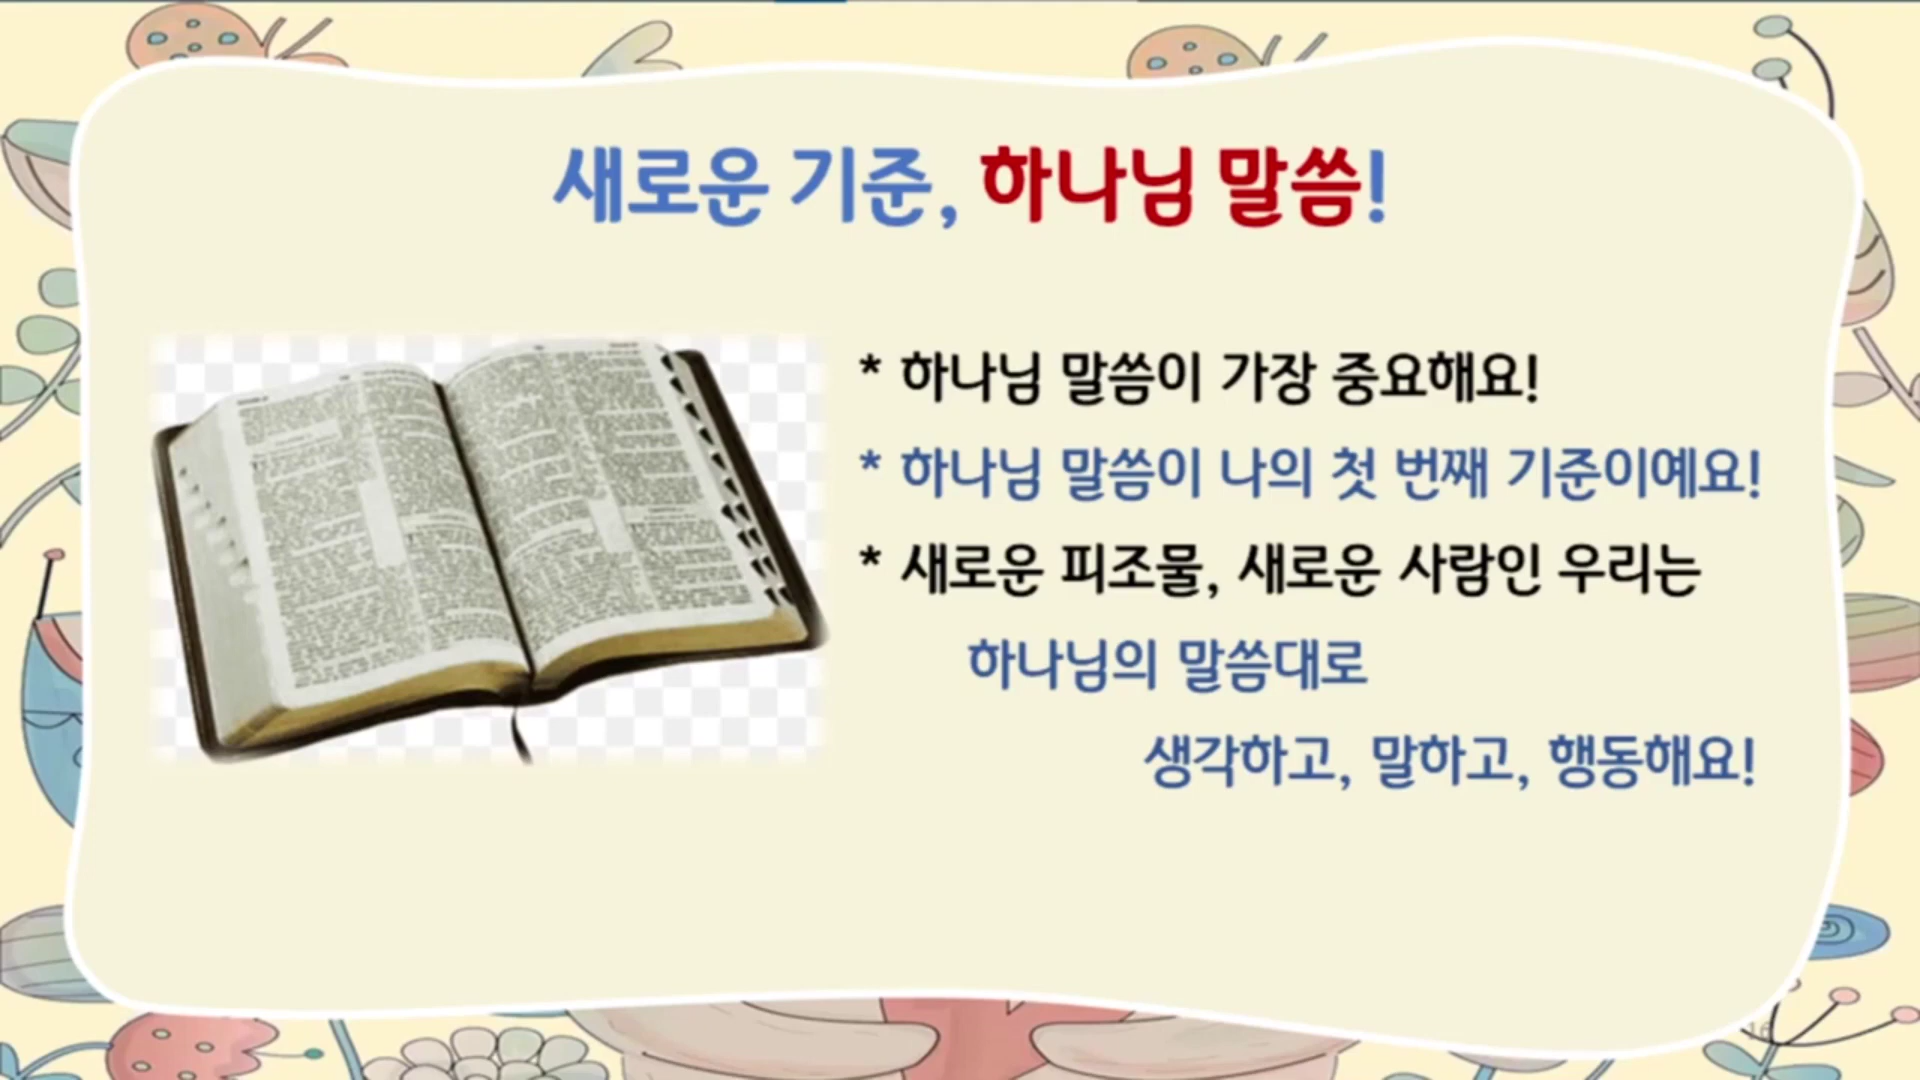 새로운 기준, 하나님 말씀!
* 하나님 말씀이 가장 중요해요!
* 하나님 말씀이 나의 첫 번째 기준이예요!
* 새로운 피조물, 새로운 사람인 우리는
하나님의 말씀대로
생각하고, 말하고, 행동해요!
16